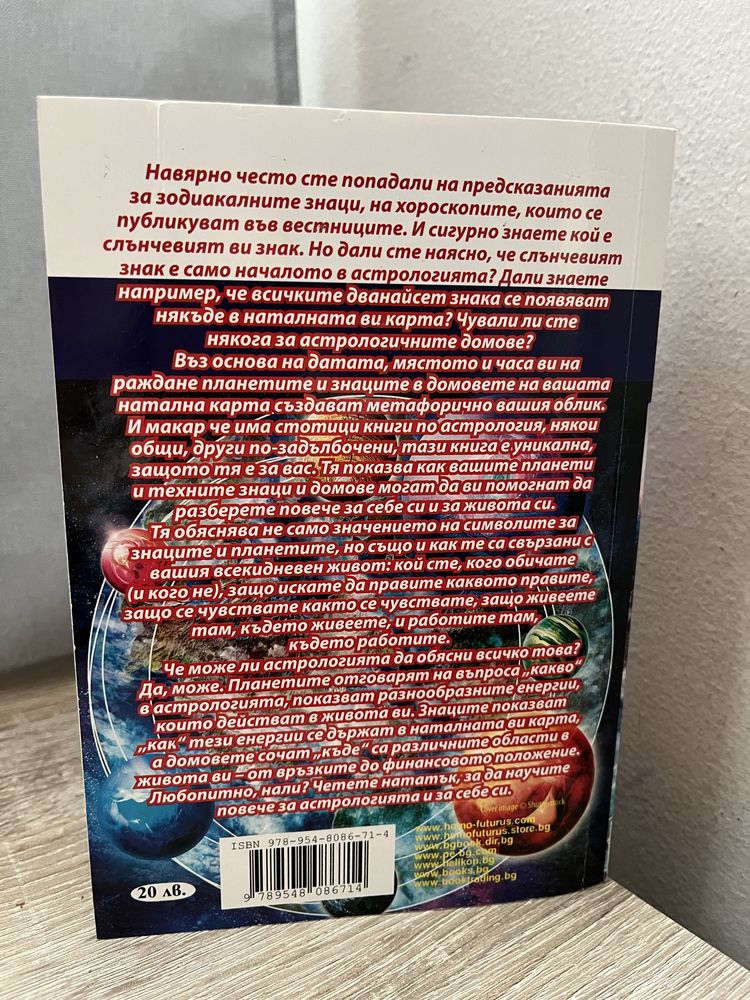 Навярно често сте попадали на предсказанията
за зодиакалните знаци, на хороскопите, които се
публикуват във вестниците. И сигурно знаете кой е
слънчевият ви знак. Но дали сте наясно, че слънчевият
знак е само началото в астрологията? Дали знаете
например, че всичките дванайсет знака се появяват
някъде в наталната ви карта? Чували ли сте
някога за астрологичните домове?
Въз основа на датата, мястото и часа ви на
раждане планетите и знаците в домовете на вашата
натална карта създават метафорично вашия облик.
И макар че има стотици книги по астрология, някои
общи, други по-задълбочени, тази книга е уникална,
защото тя е за вас. Тя показва как вашите планети
и техните знаци и домове могат да ви помогнат да
разберете повече за себе си и за живота си.
Тя обяснява не само значението на символите за
знаците и планетите, но също и как те са свързани с
вашия всекидневен живот: кой сте, кого обичате
(и кого не), защо искате да правите каквото правите,
защо се чувствате както се чувствате, защо живеете
там, където живеете, и работите там,
където работите.
Че може ли астрологията да обясни всичко това?
Да, може. Планетите отговарят на въпроса „какво“
в астрологията, показват разнообразните енергии,
които действат в живота ви. Знаците показват
„как“ тези енергии се държат в наталната ви карта,
а домовете сочат „къде“ са различните области в
живота ви – от връзките до финансовото положение.
Любопитно, нали? Четете нататък, за да научите
повече за астрологията и за себе си.
Cover image © Shutterstock
www.homo-futurus.com
www.homofuturus.store.bg
www.bgbook.dir.bg
www.pe-bg.com
www.helikon.bg
www.books.bg
www.booktrading.bg
ISBN 978-954-8086-71-4
9 789548 086714
20 лв.